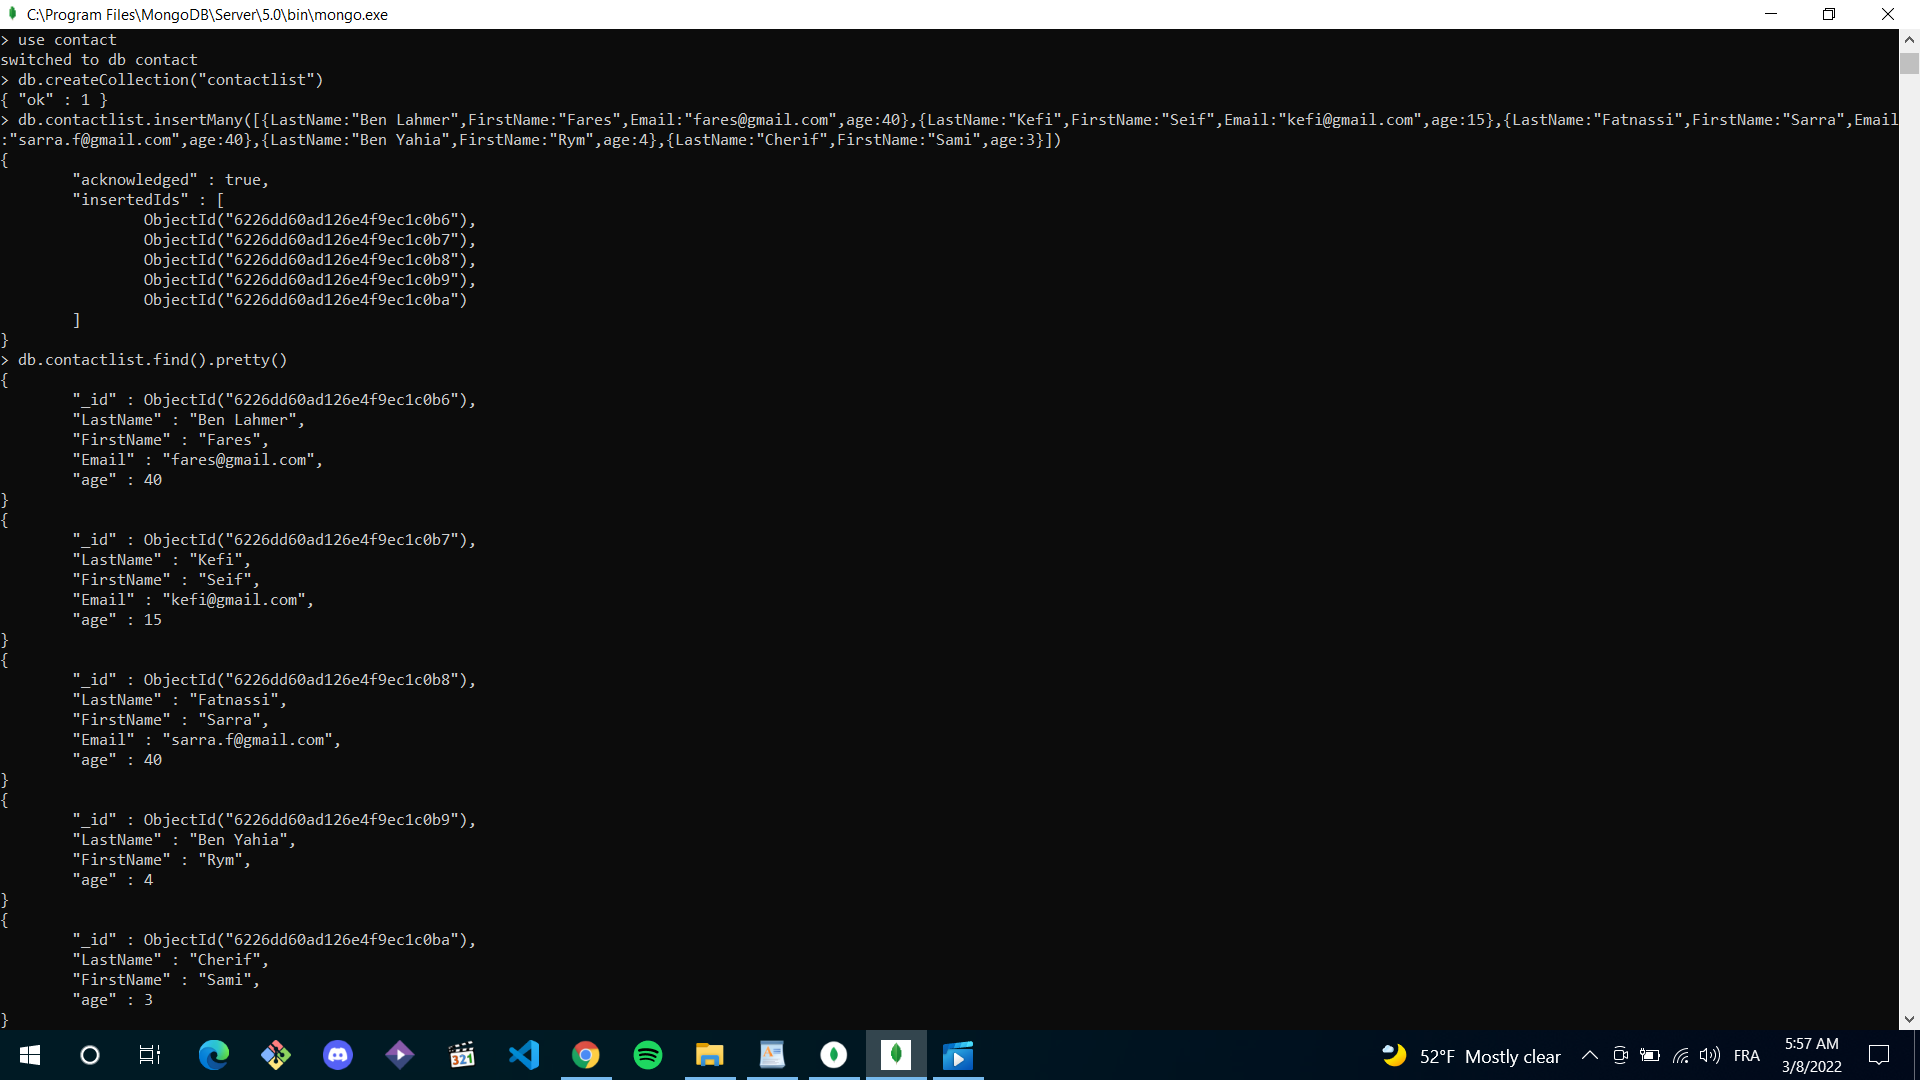 C:\Program Files\MongoDB\Server\5.0\bin\mongo.exe
> use contact
switched to db contact
> db.createCollection("contactlist")
{ "ok" : 1 }
> db.contactlist.insertMany([{LastName:"Ben Lahmer",FirstName:"Fares",Email:"fares@gmail.com",age:40},{LastName:"Kefi",FirstName:"Seif",Email:"kefi@gmail.com",age:15},{LastName:"Fatnassi",FirstName:"Sarra",Email
:"sarra.f@gmail.com",age:40},{LastName:"Ben Yahia",FirstName:"Rym",age:4},{LastName:"Cherif",FirstName:"Sami",age:3}])
{
"acknowledged" : true,
"insertedIds" : [
ObjectId("6226dd60ad126e4f9ec1c0b6"),
ObjectId("6226dd60ad126e4f9ec1c0b7"),
ObjectId("6226dd60ad126e4f9ec1c0b8"),
ObjectId("6226dd60ad126e4f9ec1c0b9"),
ObjectId("6226dd60ad126e4f9ec1c0ba")
]
}
> db.contactlist.find().pretty()
{
"_id" : ObjectId("6226dd60ad126e4f9ec1c0b6"),
"LastName" : "Ben Lahmer",
"FirstName" : "Fares",
"Email" : "fares@gmail.com",
"age" : 40
}
{
"_id" : ObjectId("6226dd60ad126e4f9ec1c0b7"),
"LastName" : "Kefi",
"FirstName" : "Seif",
"Email" : "kefi@gmail.com",
"age" : 15
}
{
"_id" : ObjectId("6226dd60ad126e4f9ec1c0b8"),
"LastName" : "Fatnassi",
"FirstName" : "Sarra",
"Email" : "sarra.f@gmail.com",
"age" : 40
}
{
"_id" : ObjectId("6226dd60ad126e4f9ec1c0b9"),
"LastName" : "Ben Yahia",
"FirstName" : "Rym",
"age" : 4
}
{
"_id" : ObjectId("6226dd60ad126e4f9ec1c0ba"),
"LastName" : "Cherif",
"FirstName" : "Sami",
"age" : 3
}
321
52°F Mostly clear
FRA
5:57 AM
3/8/2022